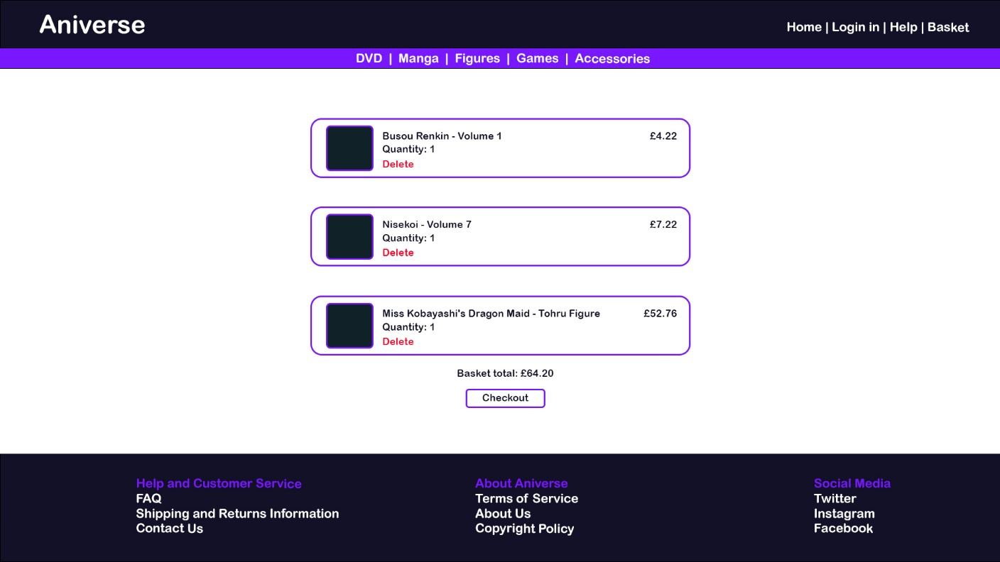 Aniverse
Home | Login in | Help | Basket
DVD | Manga | Figures | Games | Accessories
Busou Renkin - Volume 1 £4.22
Quantity: 1
Delete
Nisekoi - Volume 7 £7.22
Quantity: 1
Delete
Miss Kobayashi's Dragon Maid - Tohru Figure £52.76
Quantity: 1
Delete
Basket total: £64.20
Checkout
Help and Customer Service
FAQ
Shipping and Returns Information
Contact Us
About Aniverse
Terms of Service
About Us
Copyright Policy
Social Media
Twitter
Instagram
Facebook